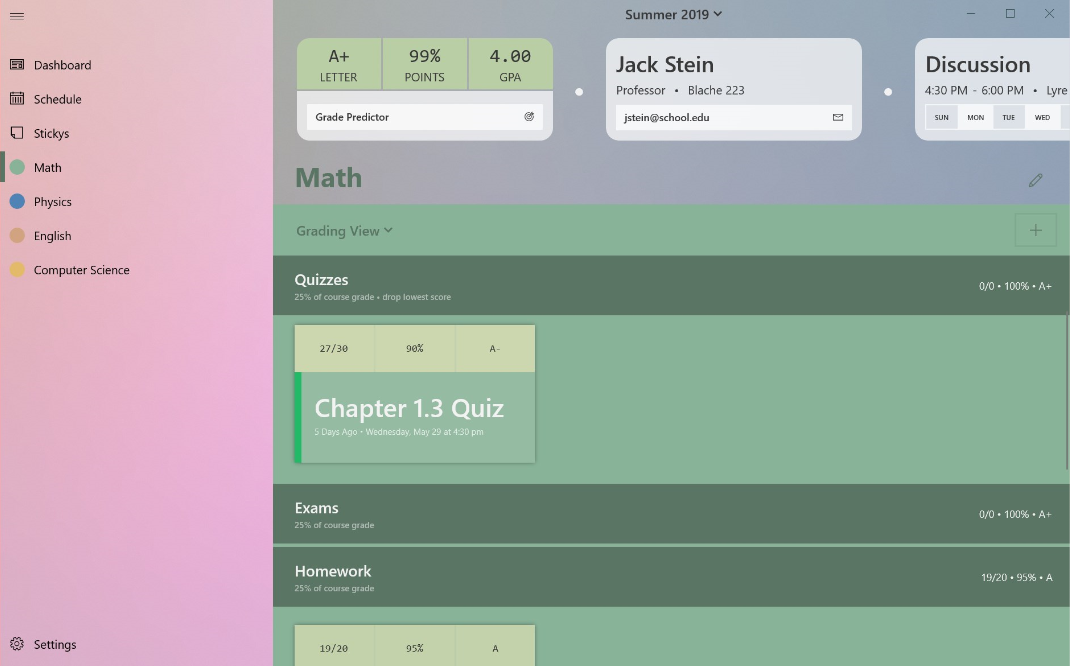 Summer 2019
Dashboard
Schedule
Stickys
Math
Physics
English
Computer Science
Settings
A+ 99% 4.00
LETTER POINTS GPA
Grade Predictor
Jack Stein
Professor • Blache 223
jstein@school.edu
Discussion
4:30 PM - 6:00 PM • Lyre
SUN MON TUE WED
Math
Grading View
Quizzes
25% of course grade • drop lowest score
0/0 • 100% • A+
27/30 90% A-
Chapter 1.3 Quiz
5 Days Ago • Wednesday, May 29 at 4:30 pm
Exams
25% of course grade
0/0 • 100% • A+
Homework
25% of course grade
19/20 • 95% • A
19/20 95% A